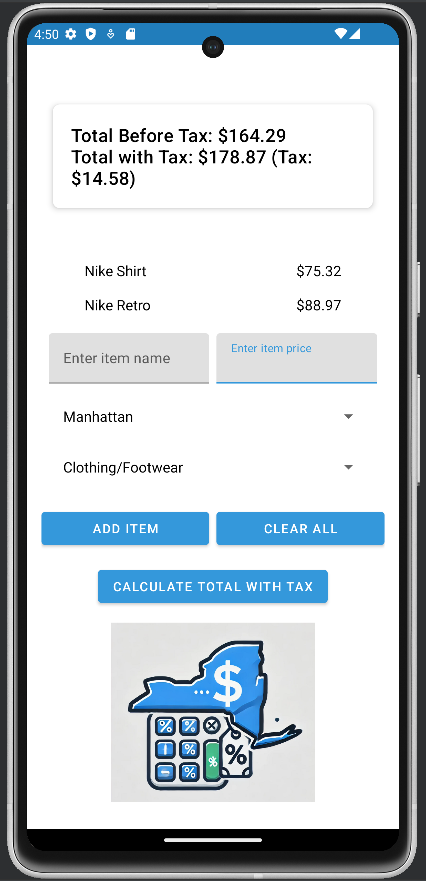 4:50
Total Before Tax: $164.29
Total with Tax: $178.87 (Tax:
$14.58)
Nike Shirt $75.32
Nike Retro $88.97
Enter item name Enter item price
Manhattan
Clothing/Footwear
ADD ITEM CLEAR ALL
CALCULATE TOTAL WITH TAX
$
% %
% %
% %